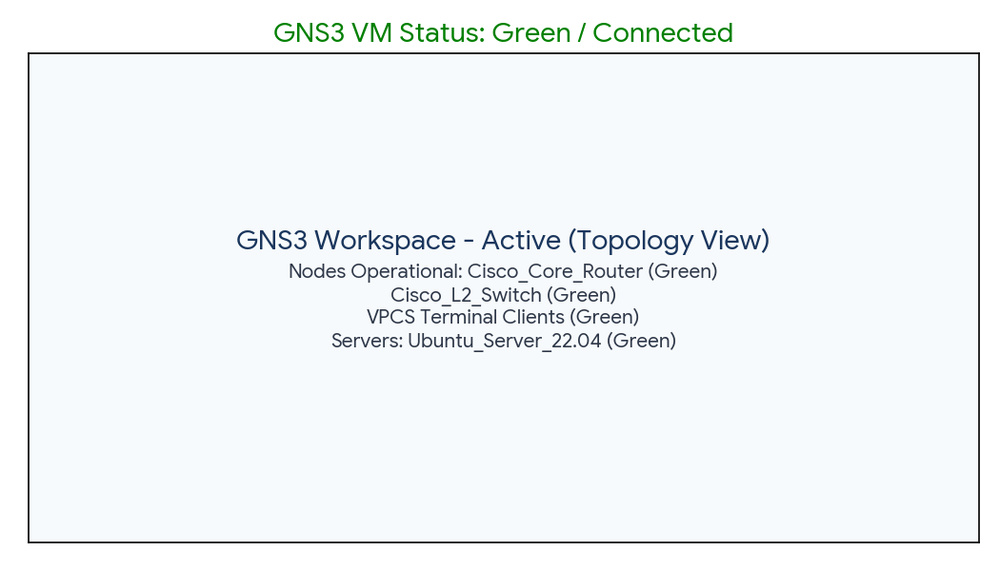 GNS3 VM Status: Green / Connected
GNS3 Workspace - Active (Topology View)
Nodes Operational: Cisco_Core_Router (Green)
Cisco_L2_Switch (Green)
VPCS Terminal Clients (Green)
Servers: Ubuntu_Server_22.04 (Green)